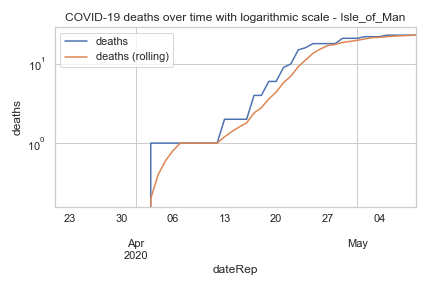 COVID-19 deaths over time with logarithmic scale - Isle_of_Man
deaths
deaths (rolling)
10¹
10⁰
deaths
23 30 06 13 20 27 04
Apr May
2020
dateRep